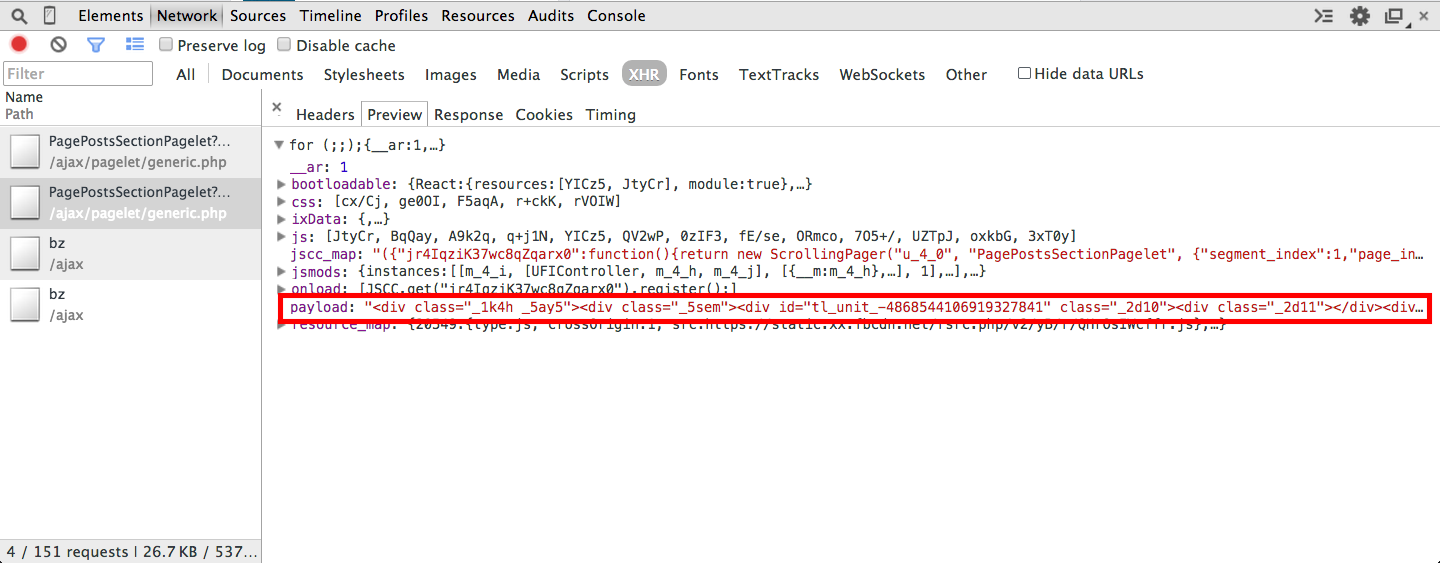 Elements Network Sources Timeline Profiles Resources Audits Console
Preserve log Disable cache
Filter All Documents Stylesheets Images Media Scripts XHR Fonts TextTracks WebSockets Other Hide data URLs
Name
Path
Headers Preview Response Cookies Timing
PagePostsSectionPagelet?...
/ajax/pagelet/generic.php
PagePostsSectionPagelet?...
/ajax/pagelet/generic.php
bz
/ajax
bz
/ajax
for (;;);{__ar:1,…}
__ar: 1
bootloadable: {React:{resources:[YICz5, JtyCr], module:true},…}
css: [cx/Cj, ge0OI, F5aqA, r+ckK, rVOIW]
ixData: {,…}
js: [JtyCr, BqQay, A9k2q, q+j1N, YICz5, QV2wP, 0zIF3, fE/se, ORmco, 7O5+/, UZTpJ, oxkbG, 3xT0y]
jscc_map: "({"jr4IqziK37wc8qZqarx0":function(){return new ScrollingPager("u_4_0", "PagePostsSectionPagelet", {"segment_index":1,"page_in…
jsmods: {instances:[[m_4_i, [UFIController, m_4_h, m_4_j], [{__m:m_4_h},…], 1],…],…}
onload: [JSCC.get("jr4IqziK37wc8qZqarx0").register();]
payload: "<div class="_1k4h _5ay5"><div class="_5sem"><div id="tl_unit_-4868544106919327841" class="_2d10"><div class="_2d11"></div><div…
resource_map: {20549:{type:js, crossOrigin:1, src:https://static.xx.fbcdn.net/rsrc.php/v2/yB/r/
4 / 151 requests | 26.7 KB / 537...